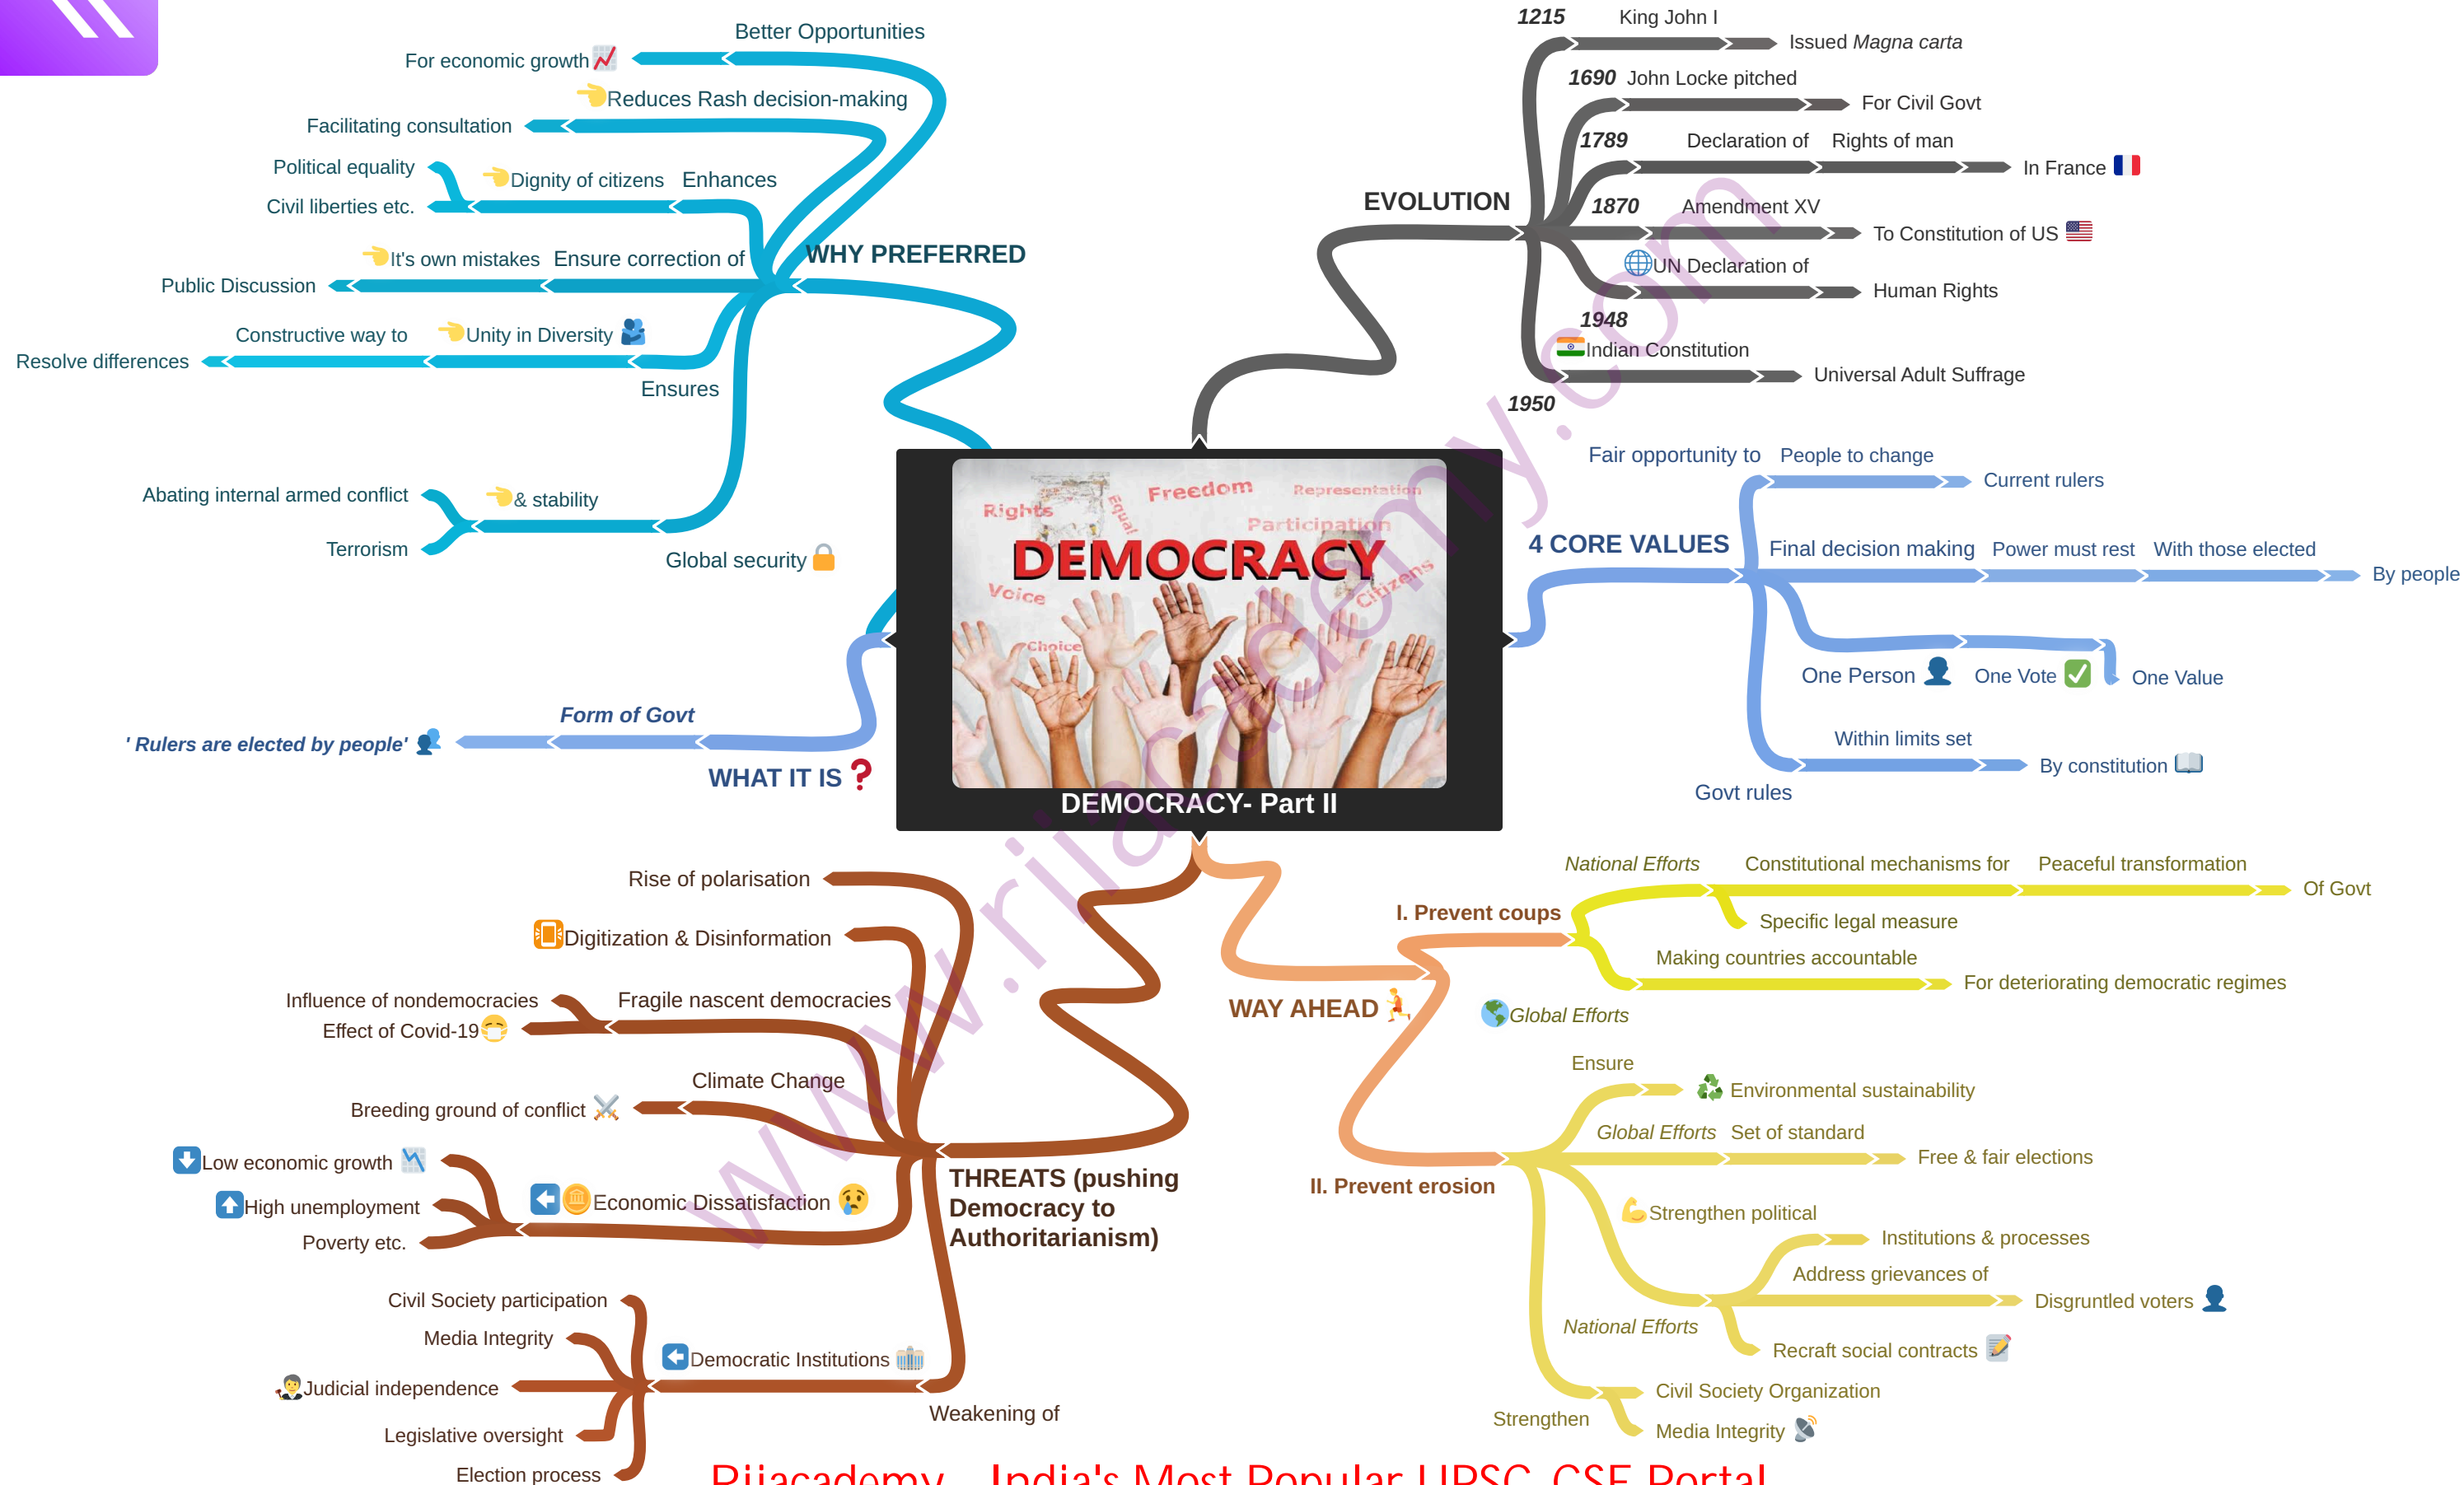 Better Opportunities
For economic growth
Reduces Rash decision-making
Facilitating consultation
Political equality
Civil liberties etc.
Dignity of citizens
Enhances
WHY PREFERRED
It's own mistakes
Ensure correction of
Public Discussion
Constructive way to
Unity in Diversity
Resolve differences
Ensures
Abating internal armed conflict
& stability
Terrorism
Global security
Form of Govt
' Rulers are elected by people'
WHAT IT IS
1215
King John I
Issued Magna carta
1690
John Locke pitched
For Civil Govt
1789
Declaration of
Rights of man
In France
EVOLUTION
1870
Amendment XV
To Constitution of US
UN Declaration of
Human Rights
1948
Indian Constitution
Universal Adult Suffrage
1950
Fair opportunity to
People to change
Current rulers
4 CORE VALUES
Final decision making
Power must rest
With those elected
By people
One Person
One Vote
One Value
Within limits set
By constitution
Govt rules
Rights
Equal
Freedom
Representation
Participation
DEMOCRACY
Voice
Citizens
Choice
DEMOCRACY- Part II
Rise of polarisation
Digitization & Disinformation
Influence of nondemocracies
Fragile nascent democracies
Effect of Covid-19
Climate Change
Breeding ground of conflict
Low economic growth
High unemployment
Poverty etc.
Economic Dissatisfaction
THREATS (pushing
Democracy to
Authoritarianism)
Civil Society participation
Media Integrity
Judicial independence
Legislative oversight
Election process
Democratic Institutions
Weakening of
WAY AHEAD
I. Prevent coups
National Efforts
Constitutional mechanisms for
Peaceful transformation
Of Govt
Specific legal measure
Making countries accountable
For deteriorating democratic regimes
Global Efforts
II. Prevent erosion
Ensure
Environmental sustainability
Global Efforts
Set of standard
Free & fair elections
Strengthen political
Institutions & processes
Address grievances of
Disgruntled voters
National Efforts
Recraft social contracts
Civil Society Organization
Strengthen
Media Integrity
www.rijacademy.com
Rijacademy - India's Most Popular UPSC CSE Portal